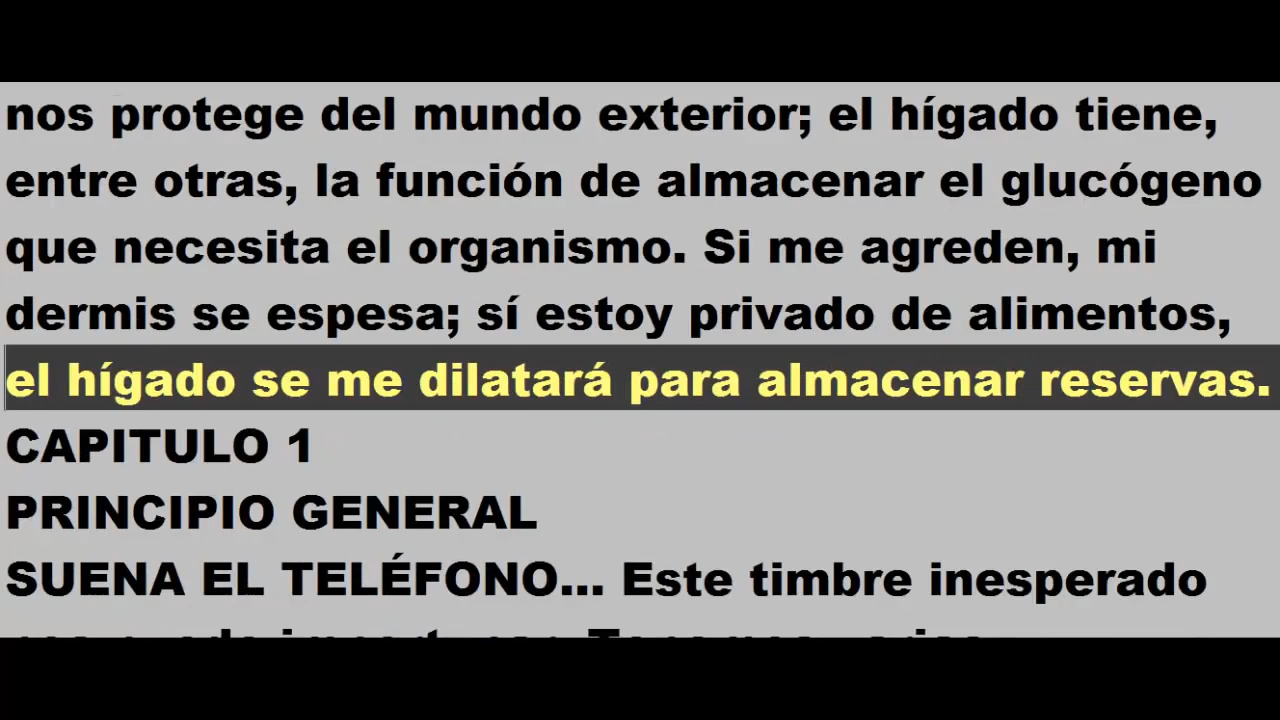 nos protege del mundo exterior; el hígado tiene,
entre otras, la función de almacenar el glucógeno
que necesita el organismo. Si me agreden, mi
dermis se espesa; sí estoy privado de alimentos,
el hígado se me dilatará para almacenar reservas.
CAPITULO 1
PRINCIPIO GENERAL
SUENA EL TELÉFONO... Este timbre inesperado